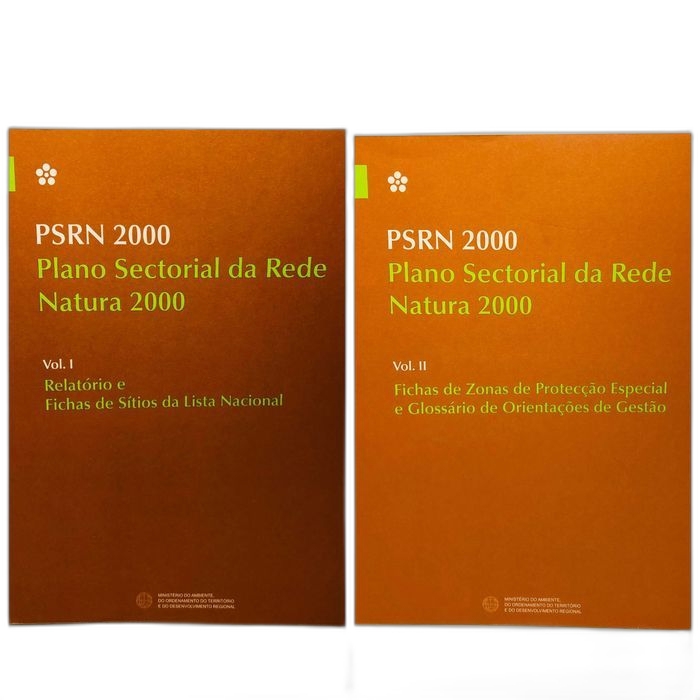 PSRN 2000
Plano Sectorial da Rede
Natura 2000
Vol. I
Relatório e
Fichas de Sítios da Lista Nacional
MINISTÉRIO DO AMBIENTE,
DO ORDENAMENTO DO TERRITÓRIO
E DO DESENVOLVIMENTO REGIONAL
PSRN 2000
Plano Sectorial da Rede
Natura 2000
Vol. II
Fichas de Zonas de Protecção Especial
e Glossário de Orientações de Gestão
MINISTÉRIO DO AMBIENTE,
DO ORDENAMENTO DO TERRITÓRIO
E DO DESENVOLVIMENTO REGIONAL